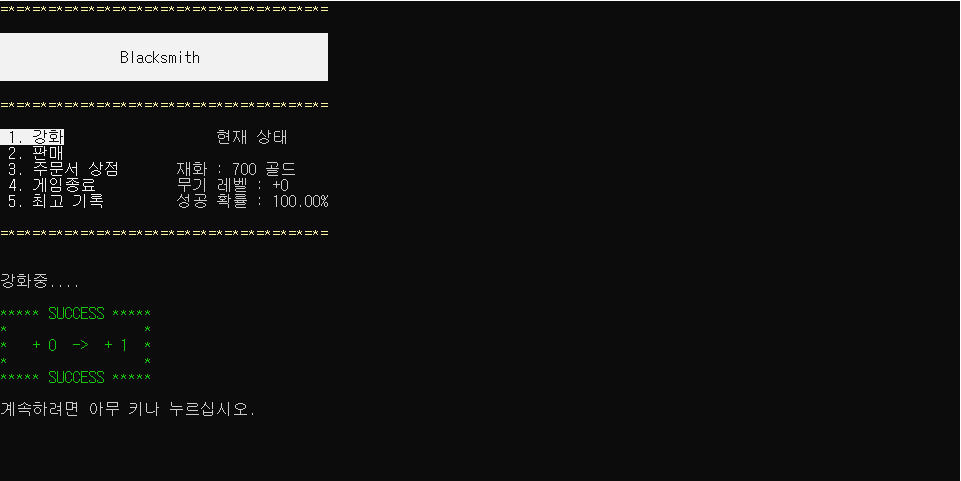 =*=*=*=*=*=*=*=*=*=*=*=*=*=*=*=*=*=*=*=*=
Blacksmith
=*=*=*=*=*=*=*=*=*=*=*=*=*=*=*=*=*=*=*=*=
1. 강화 현재 상태
2. 판매
3. 주문서 상점 재화 : 700 골드
4. 게임종료 무기 레벨 : +0
5. 최고 기록 성공 확률 : 100.00%
=*=*=*=*=*=*=*=*=*=*=*=*=*=*=*=*=*=*=*=*=
강화중....
***** SUCCESS *****
* *
* + 0 -> + 1 *
* *
***** SUCCESS *****
계속하려면 아무 키나 누르십시오.